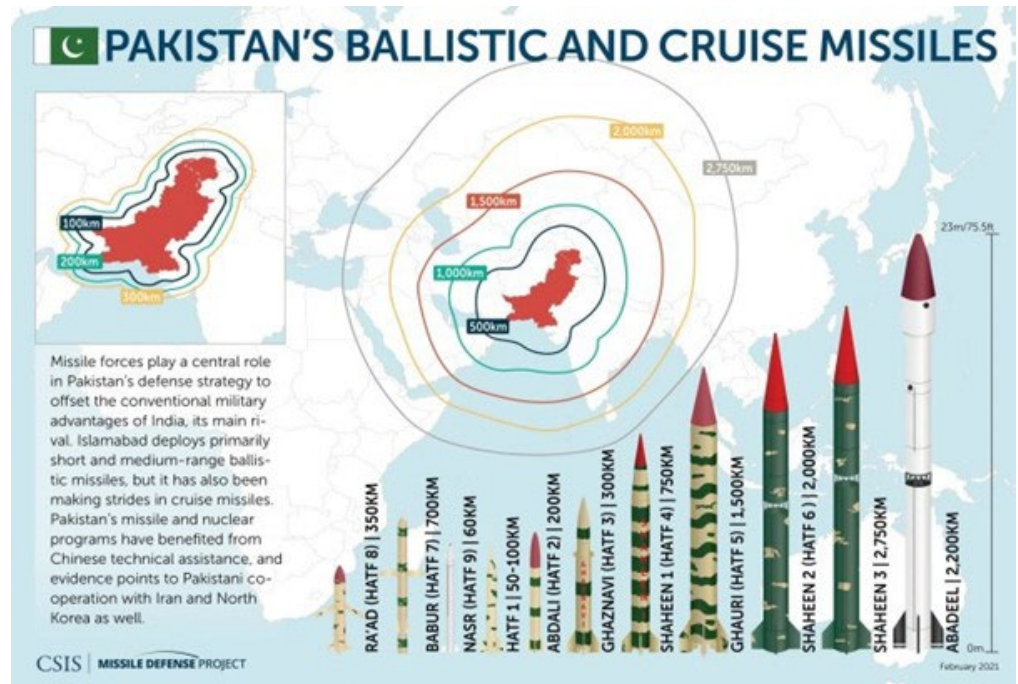 PAKISTAN'S BALLISTIC AND CRUISE MISSILES
100km
200km
300km
2,000km
2,750km
1,500km
1,000km
500km
Missile forces play a central role
in Pakistan's defense strategy to
offset the conventional military
advantages of India, its main ri-
val. Islamabad deploys primarily
short and medium-range ballis-
tic missiles, but it has also been
making strides in cruise missiles.
Pakistan's missile and nuclear
programs have benefited from
Chinese technical assistance, and
evidence points to Pakistani co-
operation with Iran and North
Korea as well.
RA'AD (HATF 8) | 350KM
BABUR (HATF 7) | 700KM
NASR (HATF 9) | 60KM
HATF 1 | 50-100KM
ABDALI (HATF 2) | 200KM
GHAZNAVI (HATF 3) | 300KM
SHAHEEN 1 (HATF 4) | 750KM
GHAURI (HATF 5) | 1,500KM
SHAHEEN 2 (HATF 6 ) | 2,000KM
SHAHEEN 3 | 2,750KM
ABADEEL | 2,200KM
23m/75.5ft
0m
CSIS | MISSILE DEFENSE PROJECT
February 2021